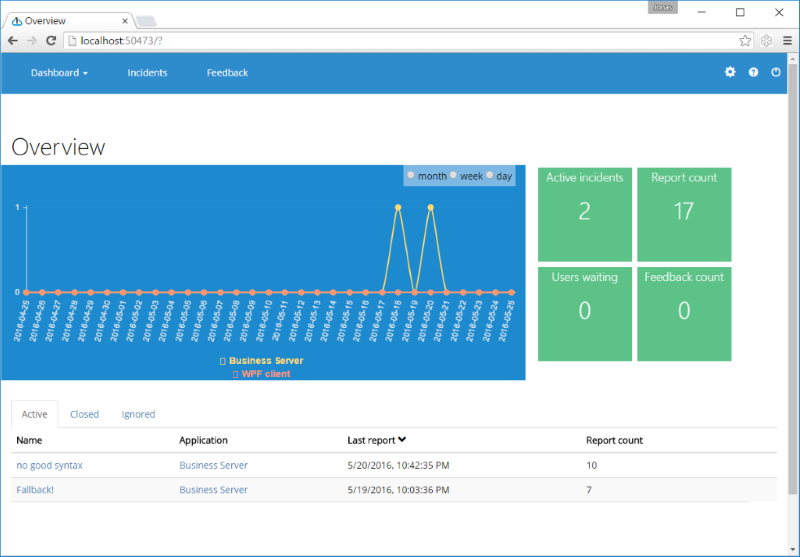 Jonas
Overview
localhost:50473/?
Dashboard
Incidents
Feedback
Overview
month week day
1
0
2016-04-25
2016-04-26
2016-04-27
2016-04-28
2016-04-29
2016-04-30
2016-05-01
2016-05-02
2016-05-03
2016-05-04
2016-05-05
2016-05-06
2016-05-07
2016-05-08
2016-05-09
2016-05-10
2016-05-11
2016-05-12
2016-05-13
2016-05-14
2016-05-15
2016-05-16
2016-05-17
2016-05-18
2016-05-19
2016-05-20
2016-05-21
2016-05-22
2016-05-23
2016-05-24
2016-05-25
Business Server
WPF client
Active incidents
2
Report count
17
Users waiting
0
Feedback count
0
Active Closed Ignored
Name Application Last report Report count
no good syntax Business Server 5/20/2016, 10:42:35 PM 10
Fallback! Business Server 5/19/2016, 10:03:36 PM 7